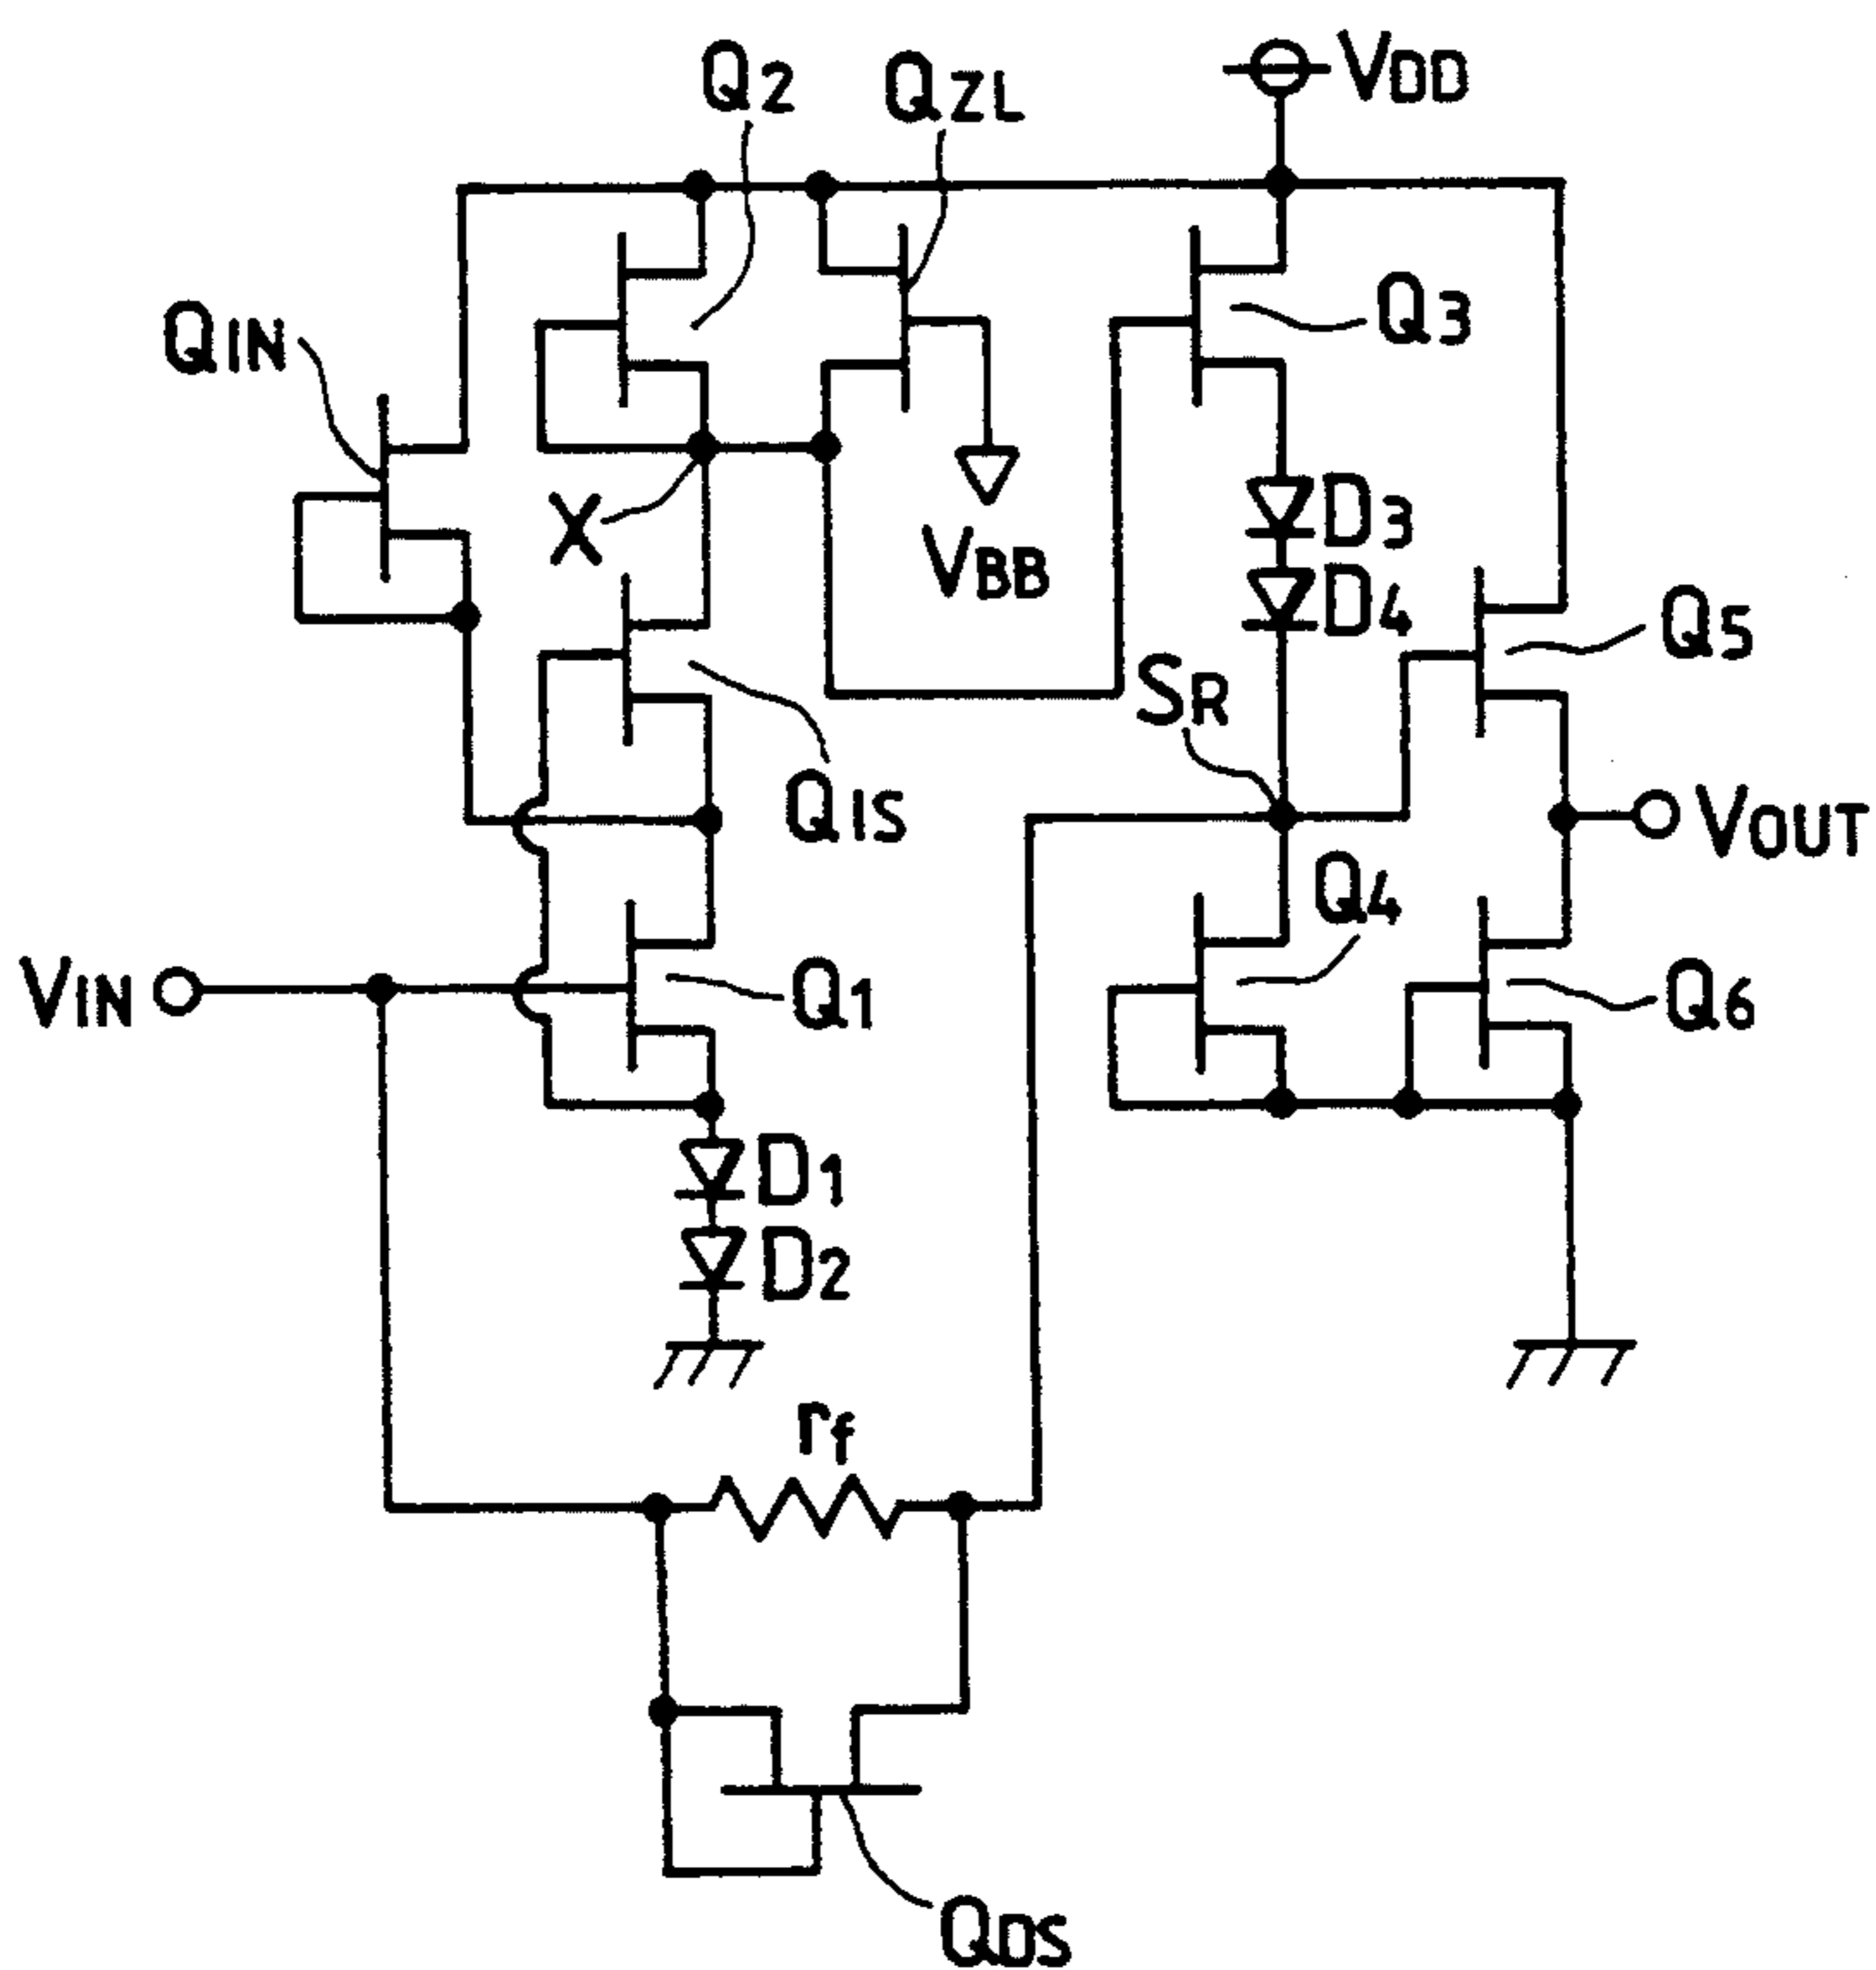 Q2
QZL
VDD
QIN
Q3
X
VBB
D3
D4
Q5
SR
QIS
VOUT
Q4
VIN
Q1
Q6
D1
D2
rf
QDS